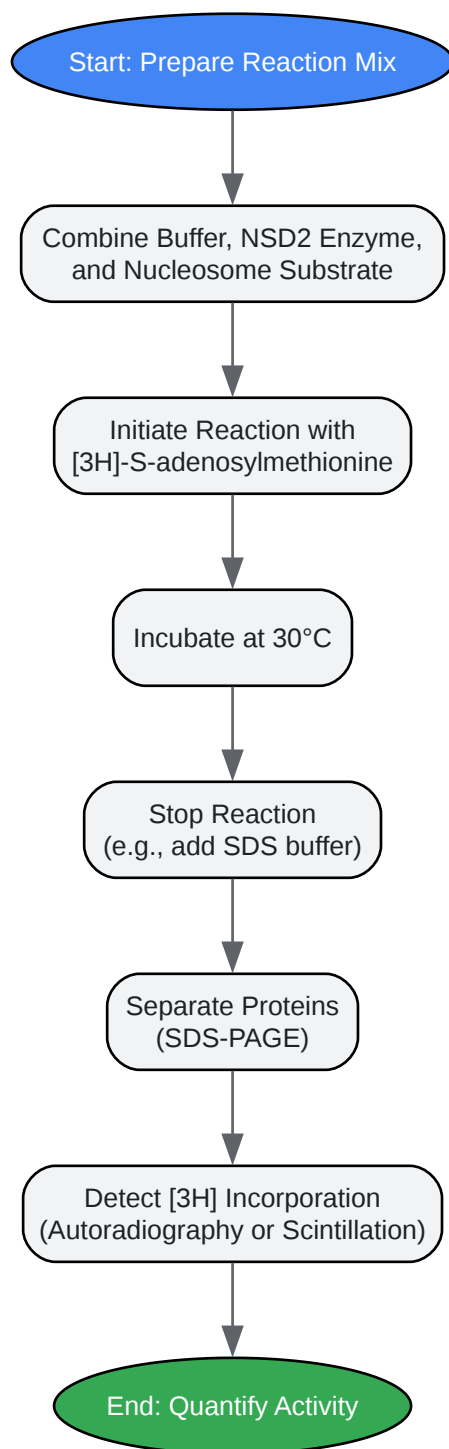 Start: Prepare Reaction Mix
Combine Buffer, NSD2 Enzyme,
and Nucleosome Substrate
Initiate Reaction with
[3H]-S-adenosylmethionine
Incubate at 30°C
Stop Reaction
(e.g., add SDS buffer)
Separate Proteins
(SDS-PAGE)
Detect [3H] Incorporation
(Autoradiography or Scintillation)
End: Quantify Activity